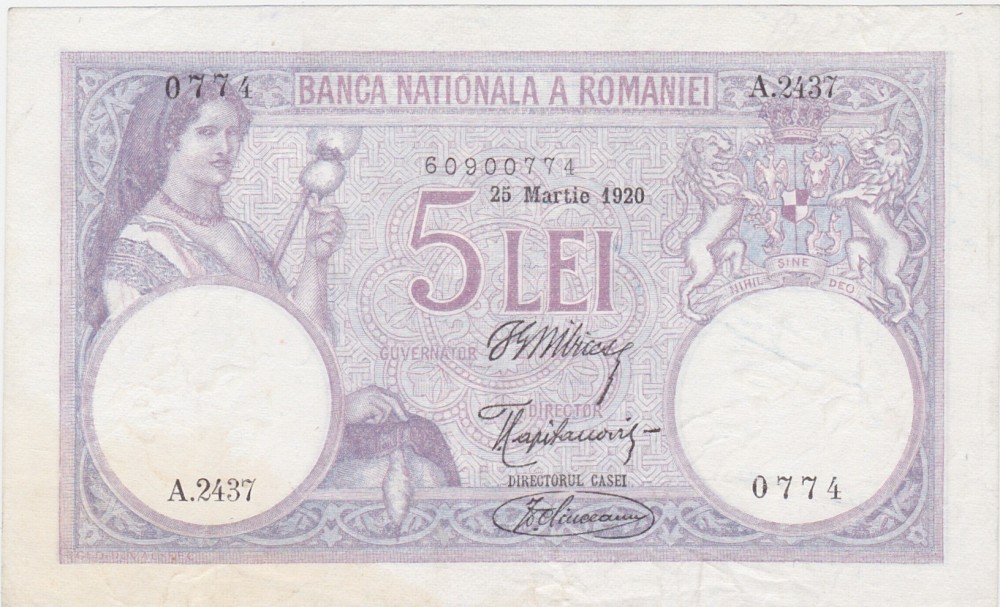 0774
BANCA NATIONALA A ROMANIEI
A.2437
60900774
25 Martie 1920
5 LEI
NIHIL SINE DEO
GUVERNATOR
DIRECTOR
DIRECTORUL CASEI
A.2437
0774